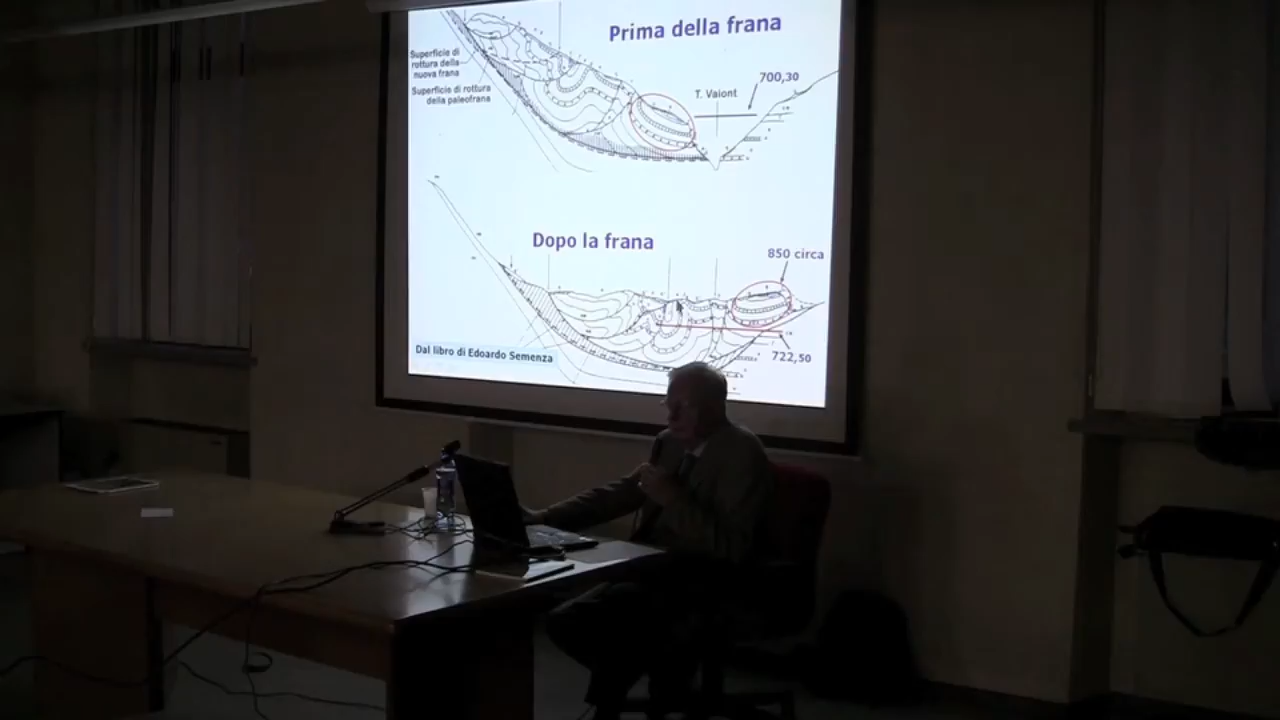 Prima della frana
Superficie di
rottura della
nuova frana
Superficie di rottura
della paleofrana
T. Vaiont
700,30
Dopo la frana
850 circa
722,50
Dal libro di Edoardo Semenza